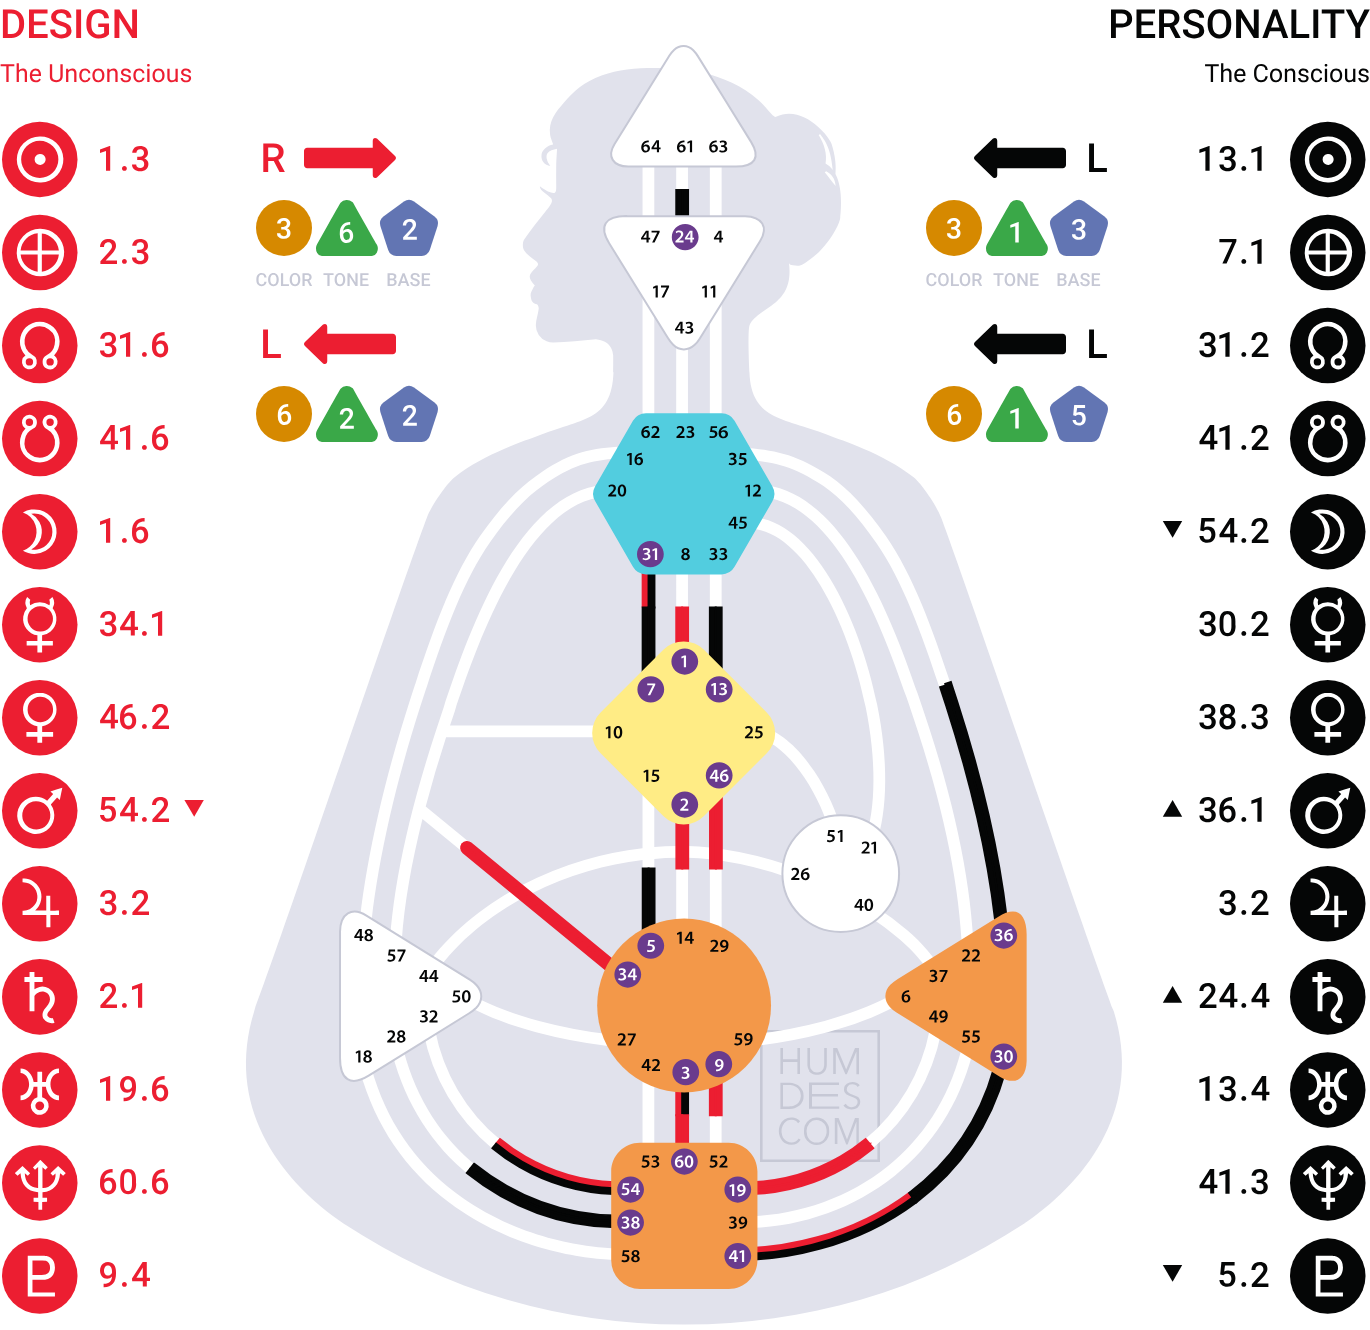 DESIGN
The Unconscious
PERSONALITY
The Conscious
1.3
2.3
31.6
41.6
1.6
34.1
46.2
54.2
3.2
2.1
19.6
60.6
9.4
R
3 6 2
COLOR TONE BASE
L
6 2 2
L
3 1 3
COLOR TONE BASE
L
6 1 5
13.1
7.1
31.2
41.2
54.2
30.2
38.3
36.1
3.2
24.4
13.4
41.3
5.2
64 61 63
47 24 4
17 11
43
62 23 56
16 35
20 12
45
31 8 33
1
7 13
10 25
15 46
2
51
21
26
40
48
57
44
50
32
28
18
5 14 29
34
27 59
42 3 9
36
22
37
6
49
55
30
53 60 52
54 19
38 39
58 41
HUM
DES
COM